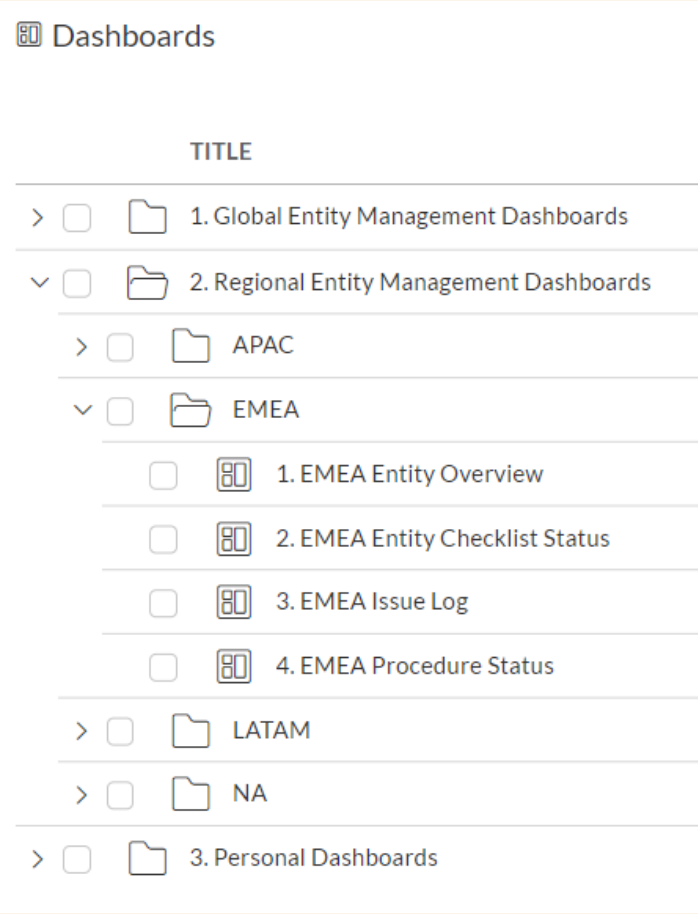 Dashboards
TITLE
1. Global Entity Management Dashboards
2. Regional Entity Management Dashboards
APAC
EMEA
1. EMEA Entity Overview
2. EMEA Entity Checklist Status
3. EMEA Issue Log
4. EMEA Procedure Status
LATAM
NA
3. Personal Dashboards